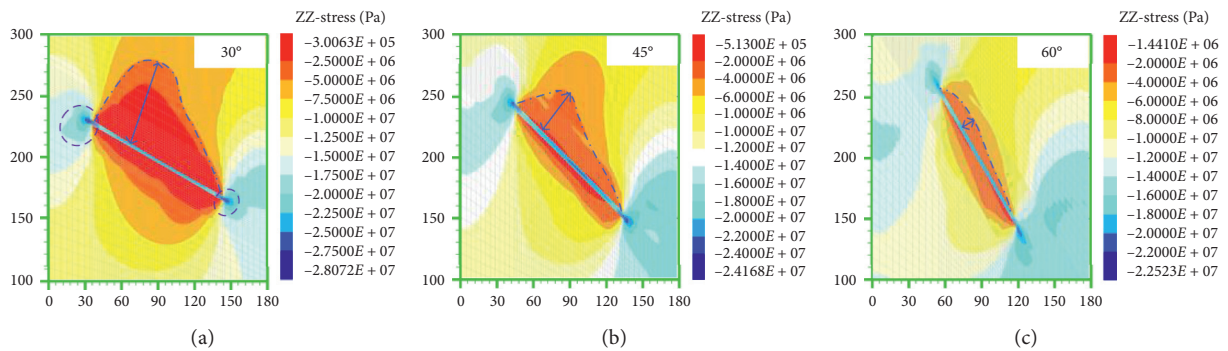 ZZ-stress (Pa)
30°
300
250
200
150
100
0 30 60 90 120 150 180
–3.0063E + 05
–2.5000E + 06
–5.0000E + 06
–7.5000E + 06
–1.0000E + 07
–1.2500E + 07
–1.5000E + 07
–1.7500E + 07
–2.0000E + 07
–2.2500E + 07
–2.5000E + 07
–2.7500E + 07
–2.8072E + 07
(a)
ZZ-stress (Pa)
45°
300
250
200
150
100
0 30 60 90 120 150 180
–5.1300E + 05
–2.0000E + 06
–4.0000E + 06
–6.0000E + 06
–8.0000E + 06
–1.0000E + 07
–1.2000E + 07
–1.4000E + 07
–1.6000E + 07
–1.8000E + 07
–2.0000E + 07
–2.4000E + 07
–2.4168E + 07
(b)
ZZ-stress (Pa)
60°
300
250
200
150
100
0 30 60 90 120 150 180
–1.4410E + 06
–2.0000E + 06
–4.0000E + 06
–6.0000E + 06
–8.0000E + 06
–1.0000E + 07
–1.2000E + 07
–1.4000E + 07
–1.6000E + 07
–1.8000E + 07
–2.0000E + 07
–2.2000E + 07
–2.2523E + 07
(c)